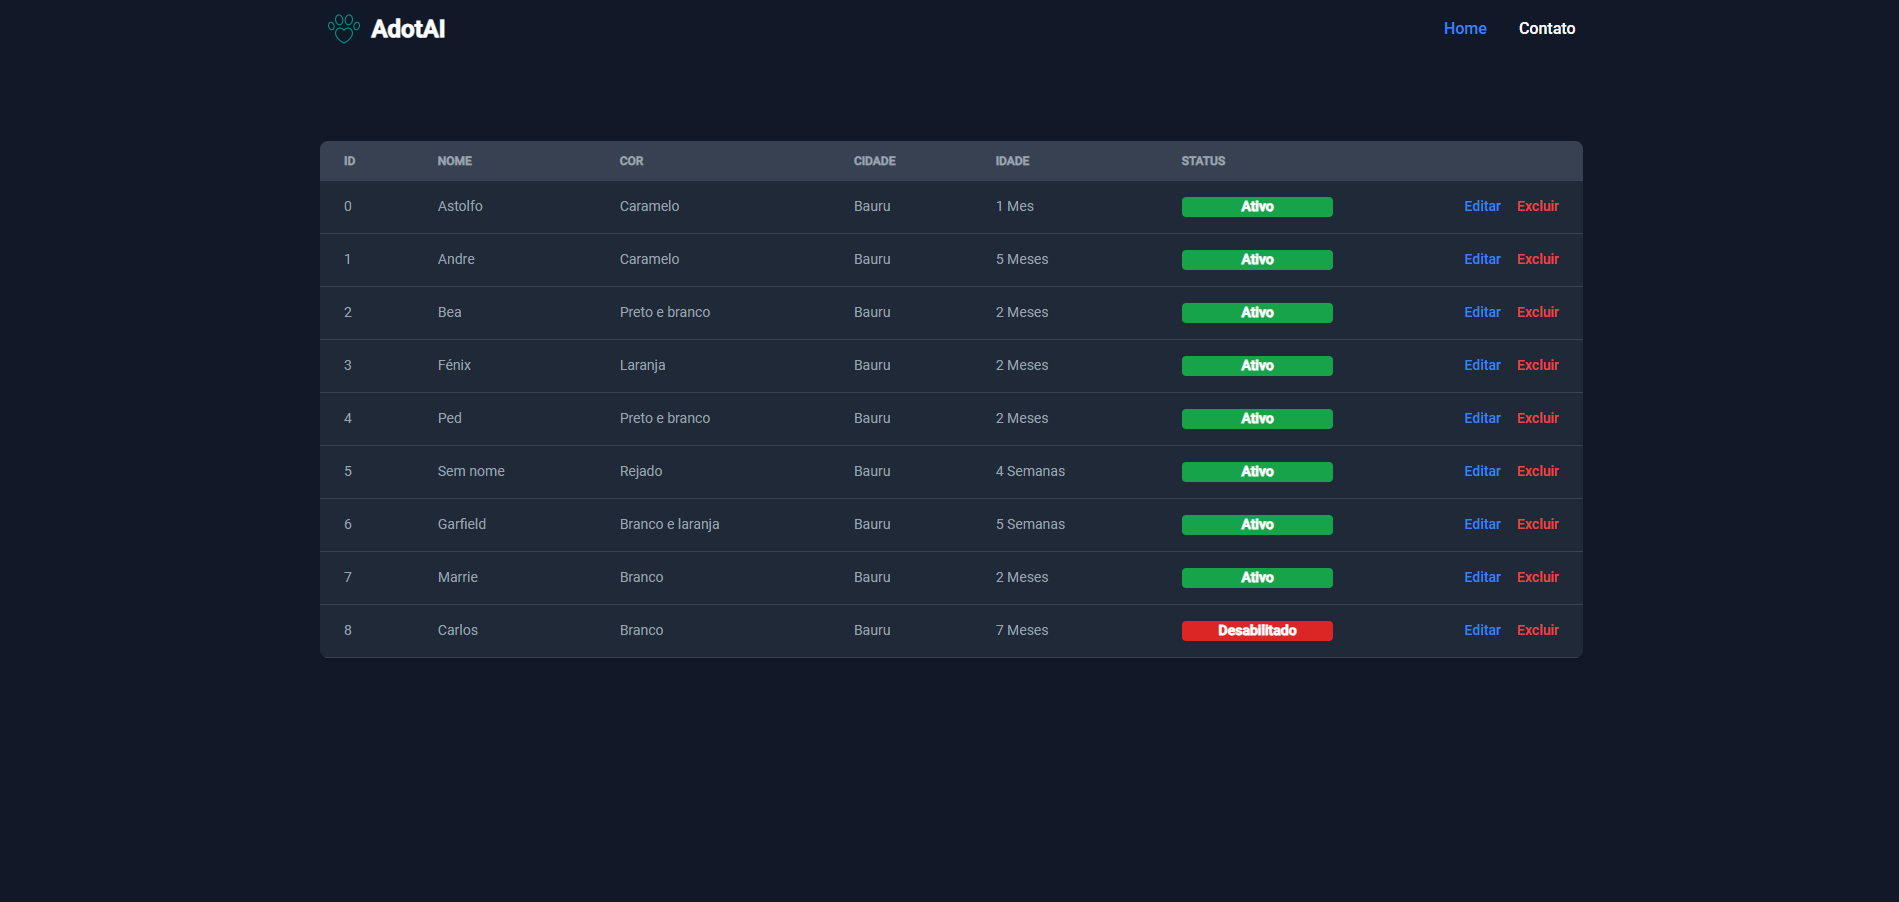 AdotAI Home Contato
ID NOME COR CIDADE IDADE STATUS
0 Astolfo Caramelo Bauru 1 Mes Ativo Editar Excluir
1 Andre Caramelo Bauru 5 Meses Ativo Editar Excluir
2 Bea Preto e branco Bauru 2 Meses Ativo Editar Excluir
3 Fénix Laranja Bauru 2 Meses Ativo Editar Excluir
4 Ped Preto e branco Bauru 2 Meses Ativo Editar Excluir
5 Sem nome Rejado Bauru 4 Semanas Ativo Editar Excluir
6 Garfield Branco e laranja Bauru 5 Semanas Ativo Editar Excluir
7 Marrie Branco Bauru 2 Meses Ativo Editar Excluir
8 Carlos Branco Bauru 7 Meses Desabilitado Editar Excluir